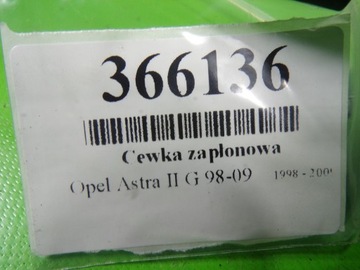 366136
Cewka zapłonowa
Opel Astra II G 98-09 1998 - 2009